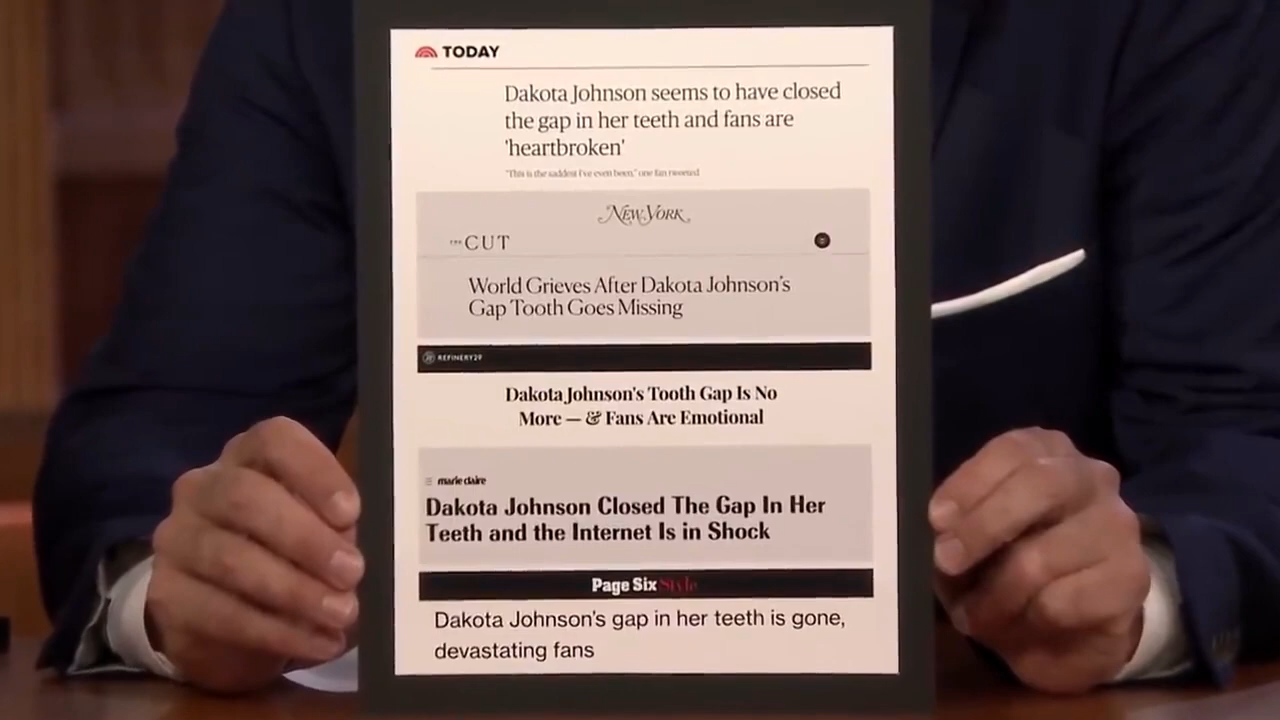 TODAY
Dakota Johnson seems to have closed
the gap in her teeth and fans are
'heartbroken'
"This is the saddest I've even been," one fan tweeted
NEW YORK
THE CUT
World Grieves After Dakota Johnson's
Gap Tooth Goes Missing
REFINERY29
Dakota Johnson's Tooth Gap Is No
More — & Fans Are Emotional
marie claire
Dakota Johnson Closed The Gap In Her
Teeth and the Internet Is in Shock
Page Six Style
Dakota Johnson's gap in her teeth is gone,
devastating fans